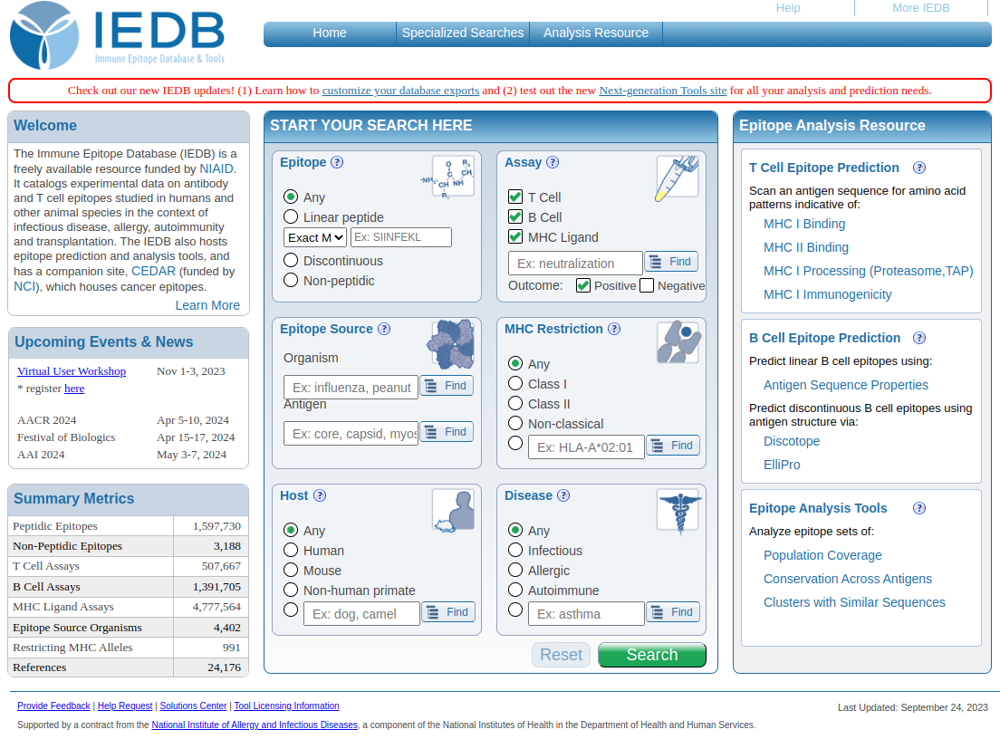 IEDB
Immune Epitope Database & Tools
Help
More IEDB
Home
Specialized Searches
Analysis Resource
Check out our new IEDB updates! (1) Learn how to customize your database exports and (2) test out the new Next-generation Tools site for all your analysis and prediction needs.
Welcome
The Immune Epitope Database (IEDB) is a
freely available resource funded by NIAID.
It catalogs experimental data on antibody
and T cell epitopes studied in humans and
other animal species in the context of
infectious disease, allergy, autoimmunity
and transplantation. The IEDB also hosts
epitope prediction and analysis tools, and
has a companion site, CEDAR (funded by
NCI), which houses cancer epitopes.
Learn More
Upcoming Events & News
Virtual User Workshop Nov 1-3, 2023
* register here
AACR 2024 Apr 5-10, 2024
Festival of Biologics Apr 15-17, 2024
AAI 2024 May 3-7, 2024
Summary Metrics
Peptidic Epitopes 1,597,730
Non-Peptidic Epitopes 3,188
T Cell Assays 507,667
B Cell Assays 1,391,705
MHC Ligand Assays 4,777,564
Epitope Source Organisms 4,402
Restricting MHC Alleles 991
References 24,176
START YOUR SEARCH HERE
Epitope ?
Any
Linear peptide
Exact M Ex: SIINFEKL
Discontinuous
Non-peptidic
Assay ?
T Cell
B Cell
MHC Ligand
Ex: neutralization Find
Outcome: Positive Negative
Epitope Source ?
Organism
Ex: influenza, peanut Find
Antigen
Ex: core, capsid, myos Find
MHC Restriction ?
Any
Class I
Class II
Non-classical
Ex: HLA-A*02:01 Find
Host ?
Any
Human
Mouse
Non-human primate
Ex: dog, camel Find
Disease ?
Any
Infectious
Allergic
Autoimmune
Ex: asthma Find
Reset
Search
Epitope Analysis Resource
T Cell Epitope Prediction ?
Scan an antigen sequence for amino acid
patterns indicative of:
MHC I Binding
MHC II Binding
MHC I Processing (Proteasome,TAP)
MHC I Immunogenicity
B Cell Epitope Prediction ?
Predict linear B cell epitopes using:
Antigen Sequence Properties
Predict discontinuous B cell epitopes using
antigen structure via:
Discotope
ElliPro
Epitope Analysis Tools ?
Analyze epitope sets of:
Population Coverage
Conservation Across Antigens
Clusters with Similar Sequences
Provide Feedback | Help Request | Solutions Center | Tool Licensing Information
Last Updated: September 24, 2023
Supported by a contract from the National Institute of Allergy and Infectious Diseases, a component of the National Institutes of Health in the Department of Health and Human Services.